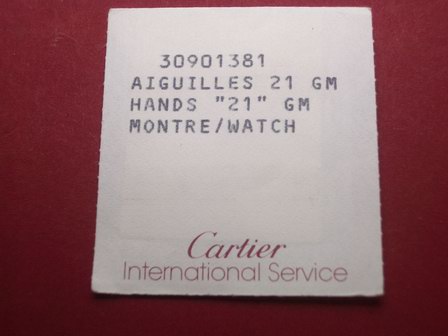 30901381
AIGUILLES 21 GM
HANDS "21" GM
MONTRE/WATCH
Cartier
International Service